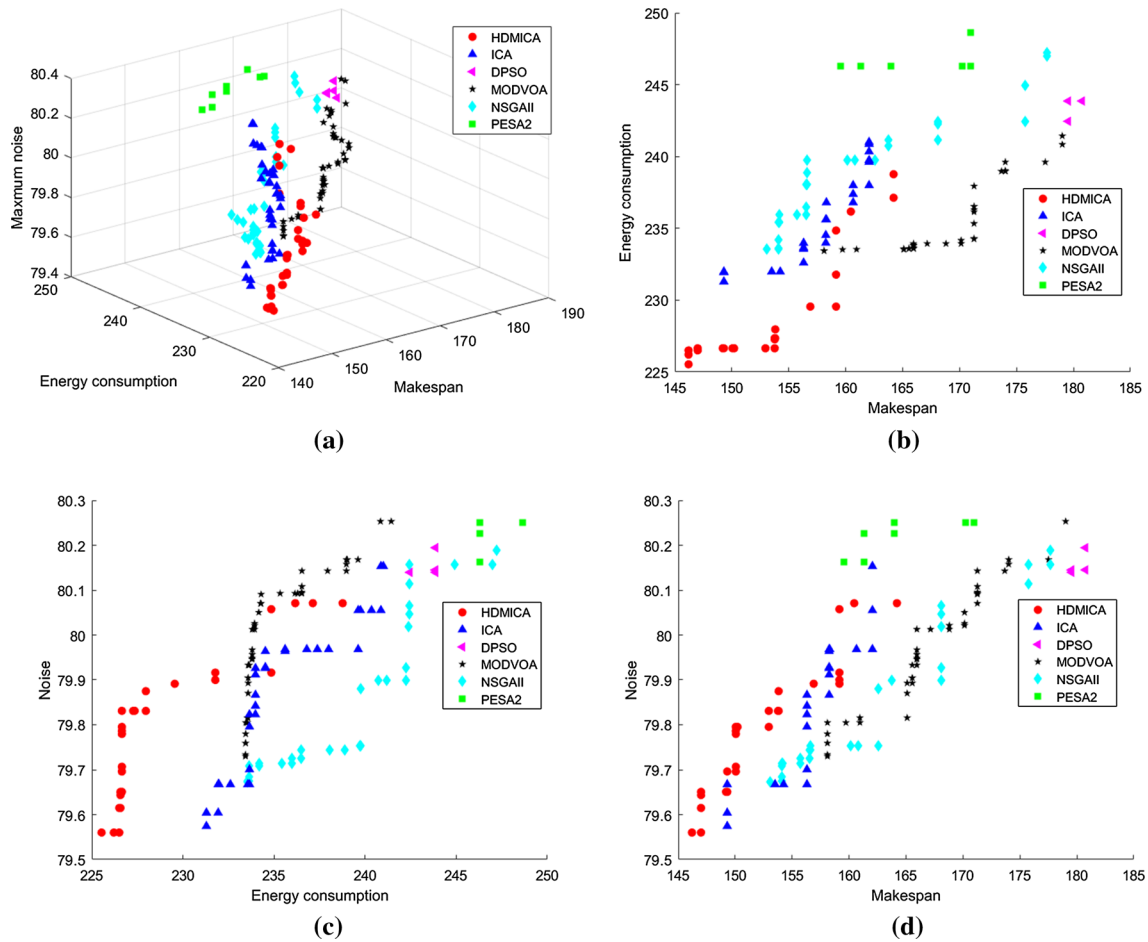 80.4
80.2
80
79.8
79.6
79.4
Maxmum noise
250
240
230
220
Energy consumption
140
150
160
170
180
190
Makespan
HDMICA
ICA
DPSO
MODVOA
NSGAII
PESA2
(a)
250
245
240
235
230
225
Energy consumption
145
150
155
160
165
170
175
180
185
Makespan
HDMICA
ICA
DPSO
MODVOA
NSGAII
PESA2
(b)
80.3
80.2
80.1
80
79.9
79.8
79.7
79.6
79.5
Noise
225
230
235
240
245
250
Energy consumption
HDMICA
ICA
DPSO
MODVOA
NSGAII
PESA2
(c)
80.3
80.2
80.1
80
79.9
79.8
79.7
79.6
79.5
Noise
145
150
155
160
165
170
175
180
185
Makespan
HDMICA
ICA
DPSO
MODVOA
NSGAII
PESA2
(d)